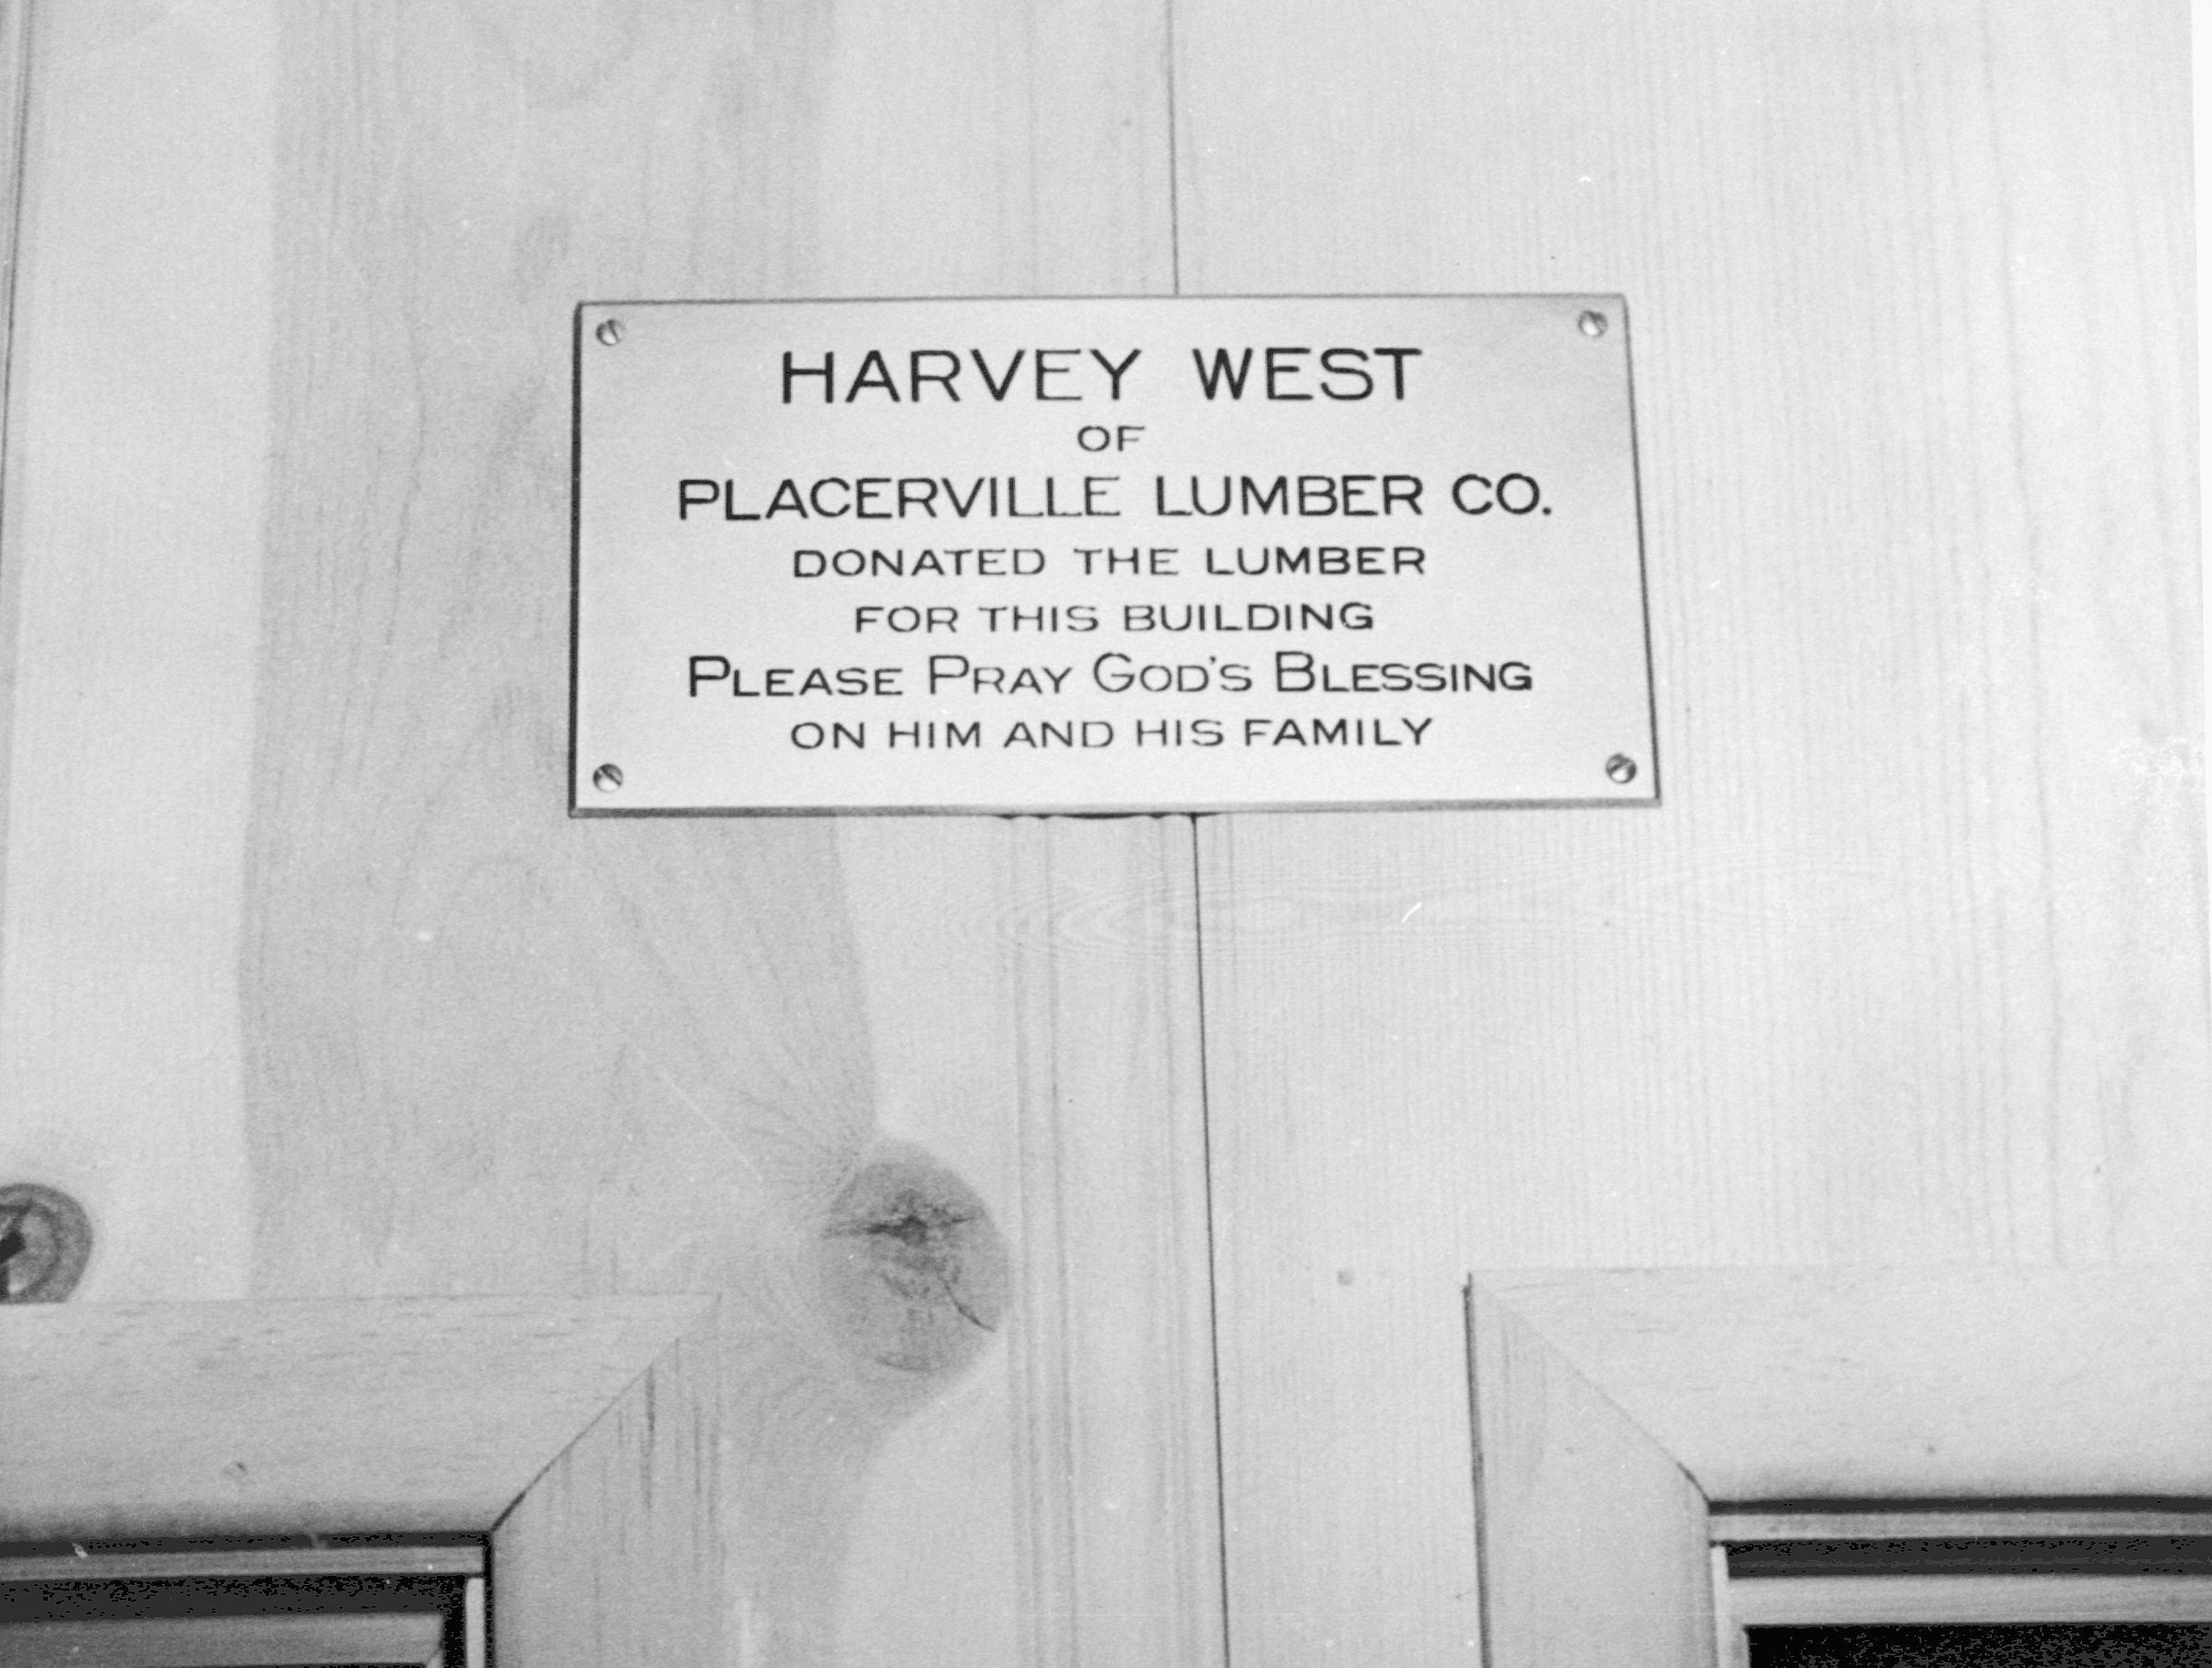 HARVEY WEST
OF
PLACERVILLE LUMBER CO.
DONATED THE LUMBER
FOR THIS BUILDING
PLEASE PRAY GOD'S BLESSING
ON HIM AND HIS FAMILY